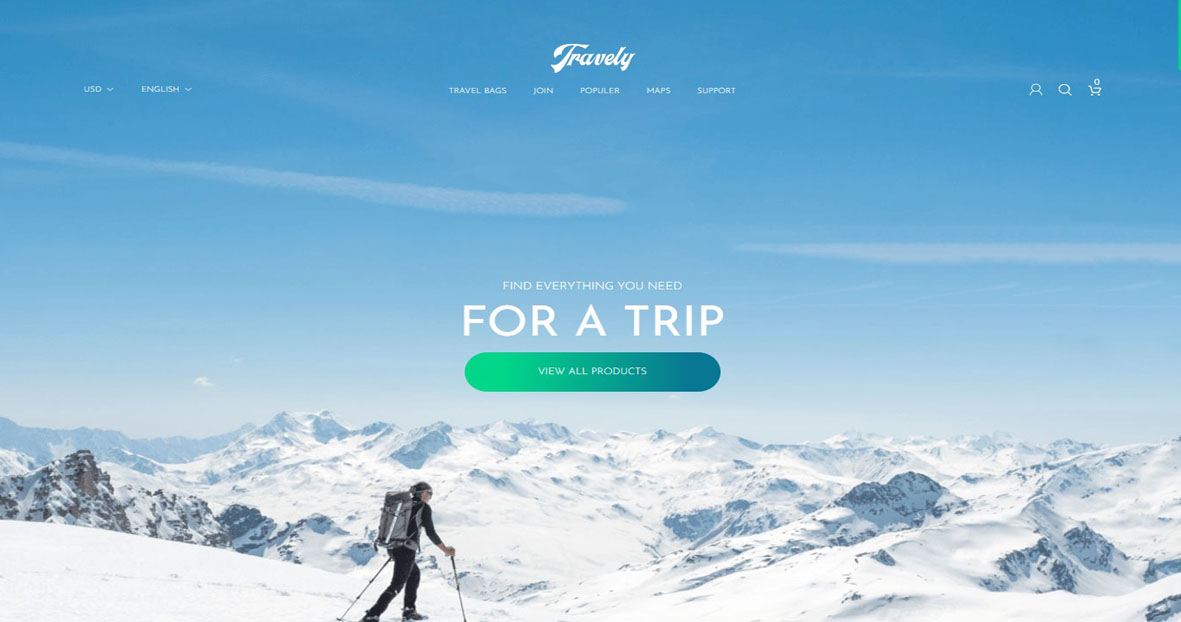 Travely
USD ENGLISH TRAVEL BAGS JOIN POPULER MAPS SUPPORT 0
FIND EVERYTHING YOU NEED
FOR A TRIP
VIEW ALL PRODUCTS